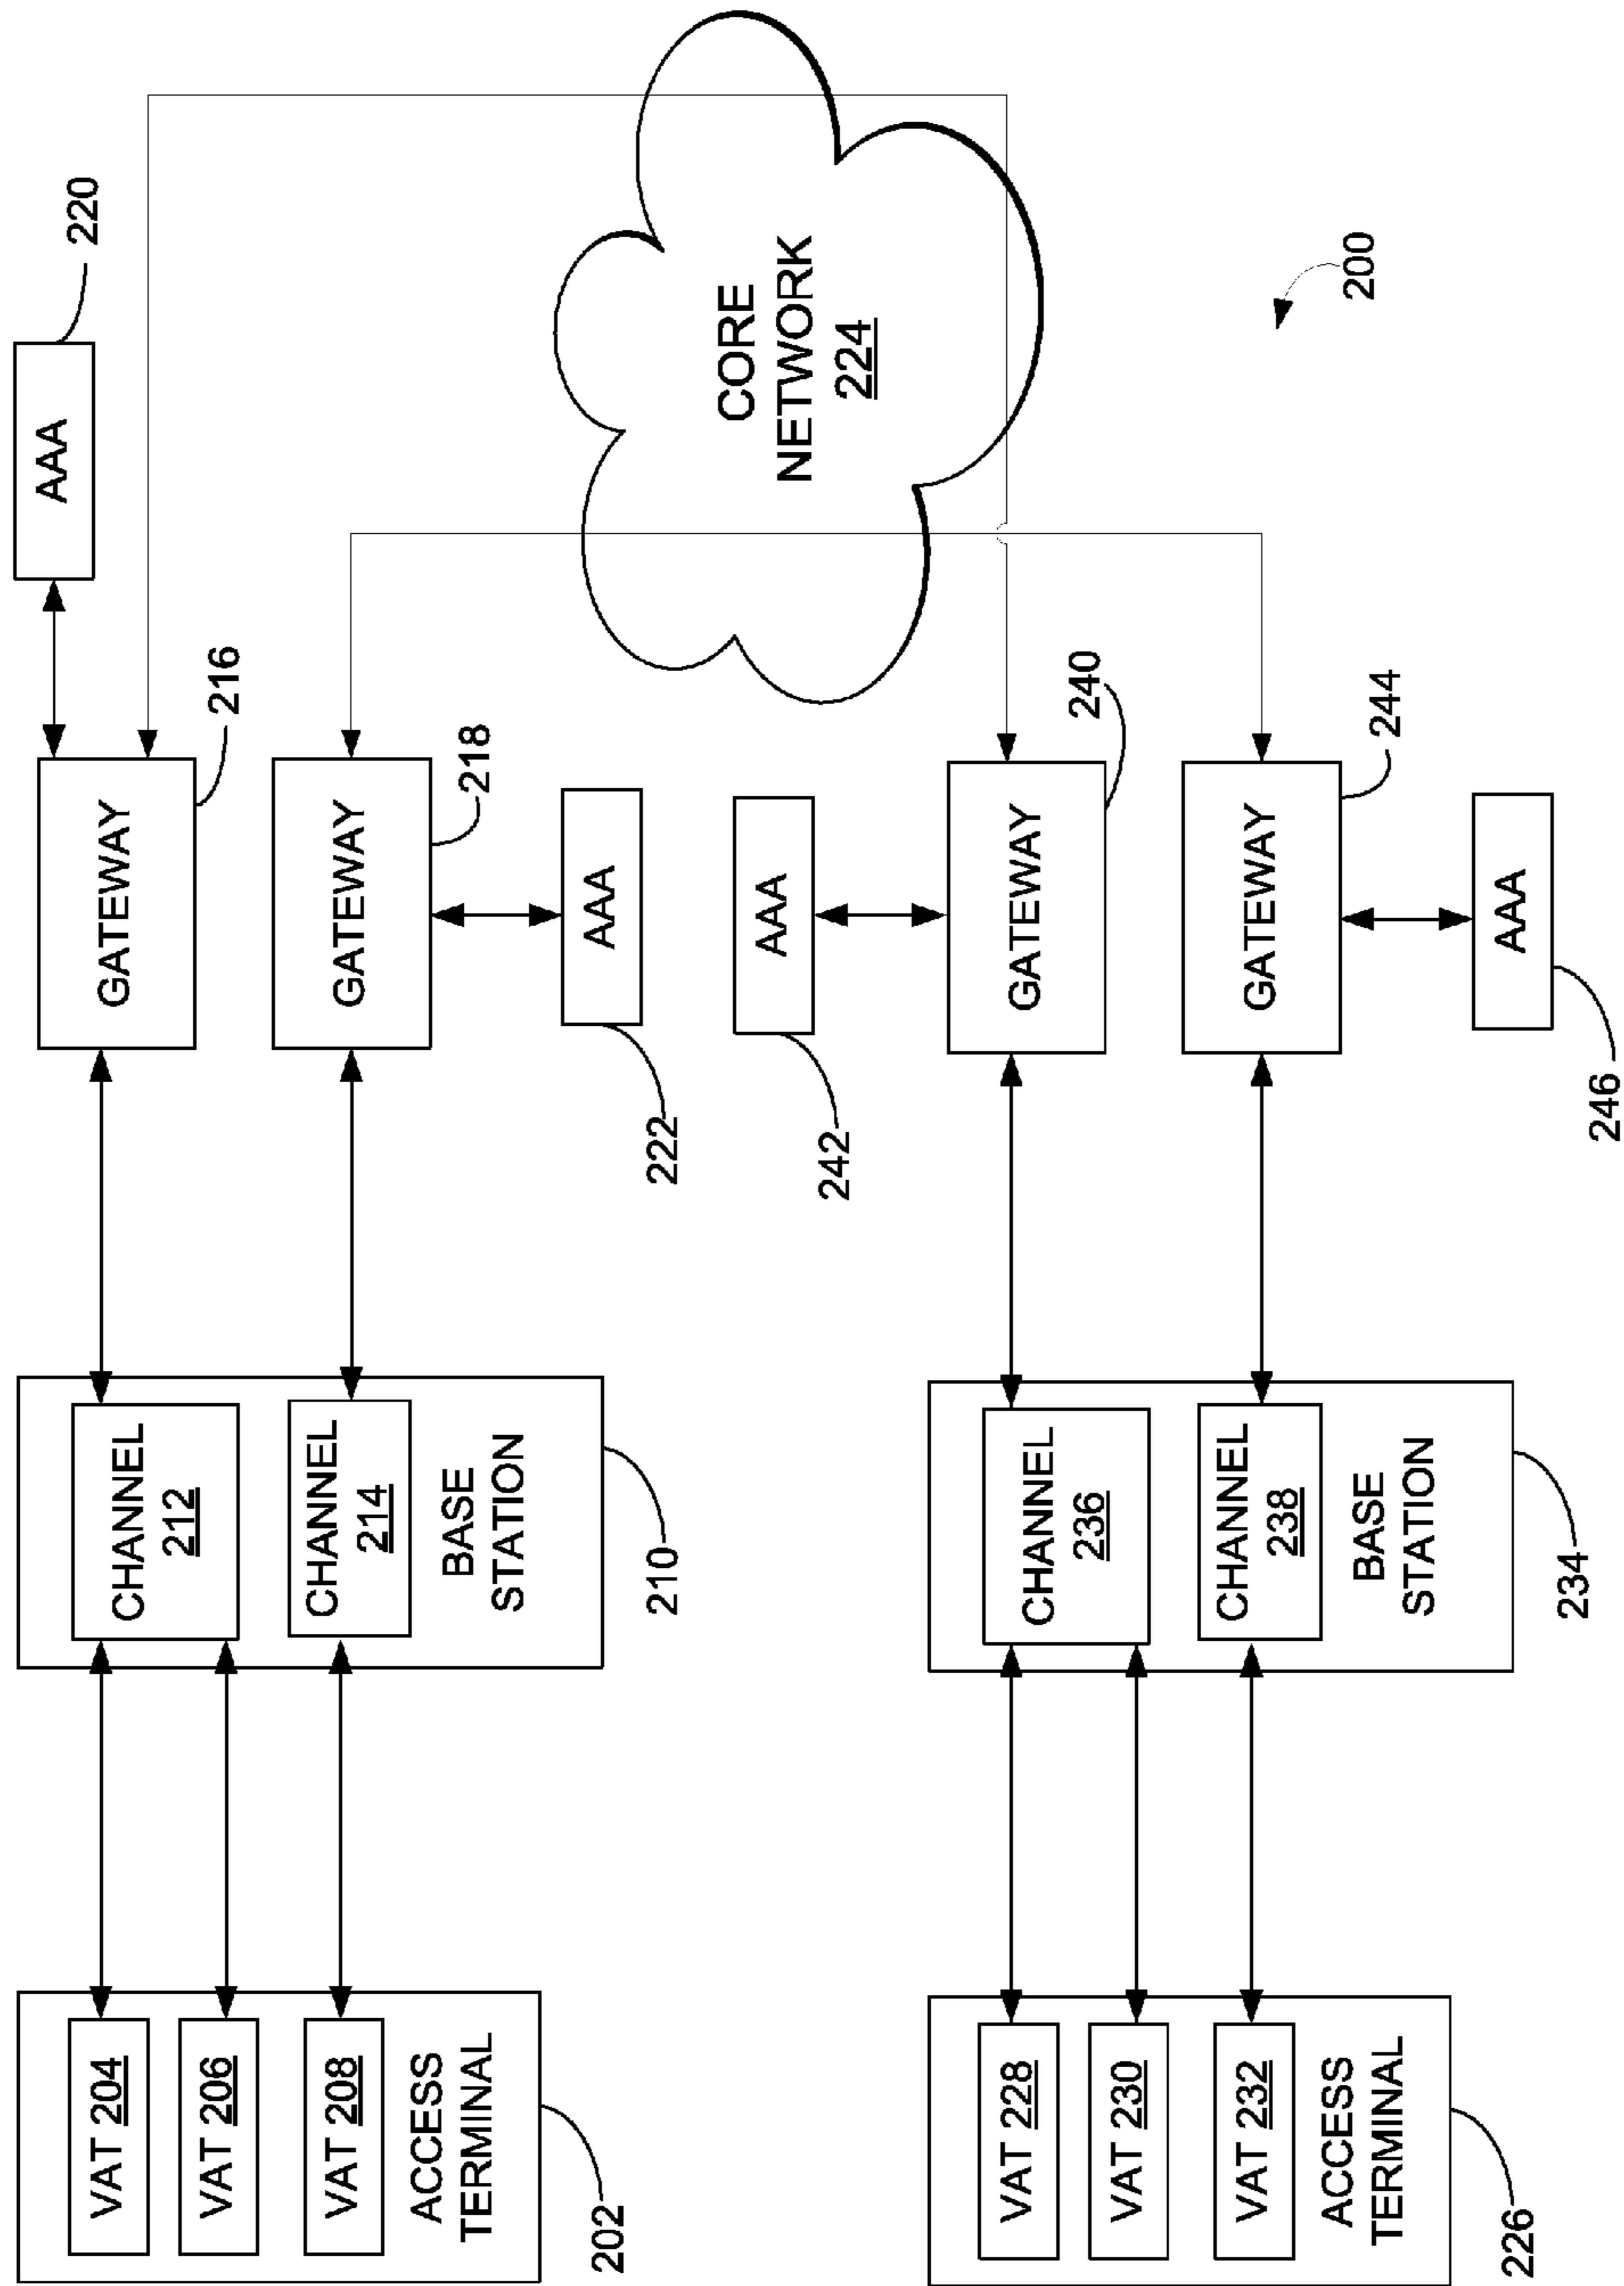 VAT 204
VAT 206
VAT 208
ACCESS
TERMINAL
202
CHANNEL
212
CHANNEL
214
BASE
STATION
210
GATEWAY
216
AAA
220
GATEWAY
218
AAA
222
CORE
NETWORK
224
VAT 228
VAT 230
VAT 232
ACCESS
TERMINAL
226
CHANNEL
236
CHANNEL
238
BASE
STATION
234
AAA
242
GATEWAY
240
GATEWAY
244
AAA
246
200